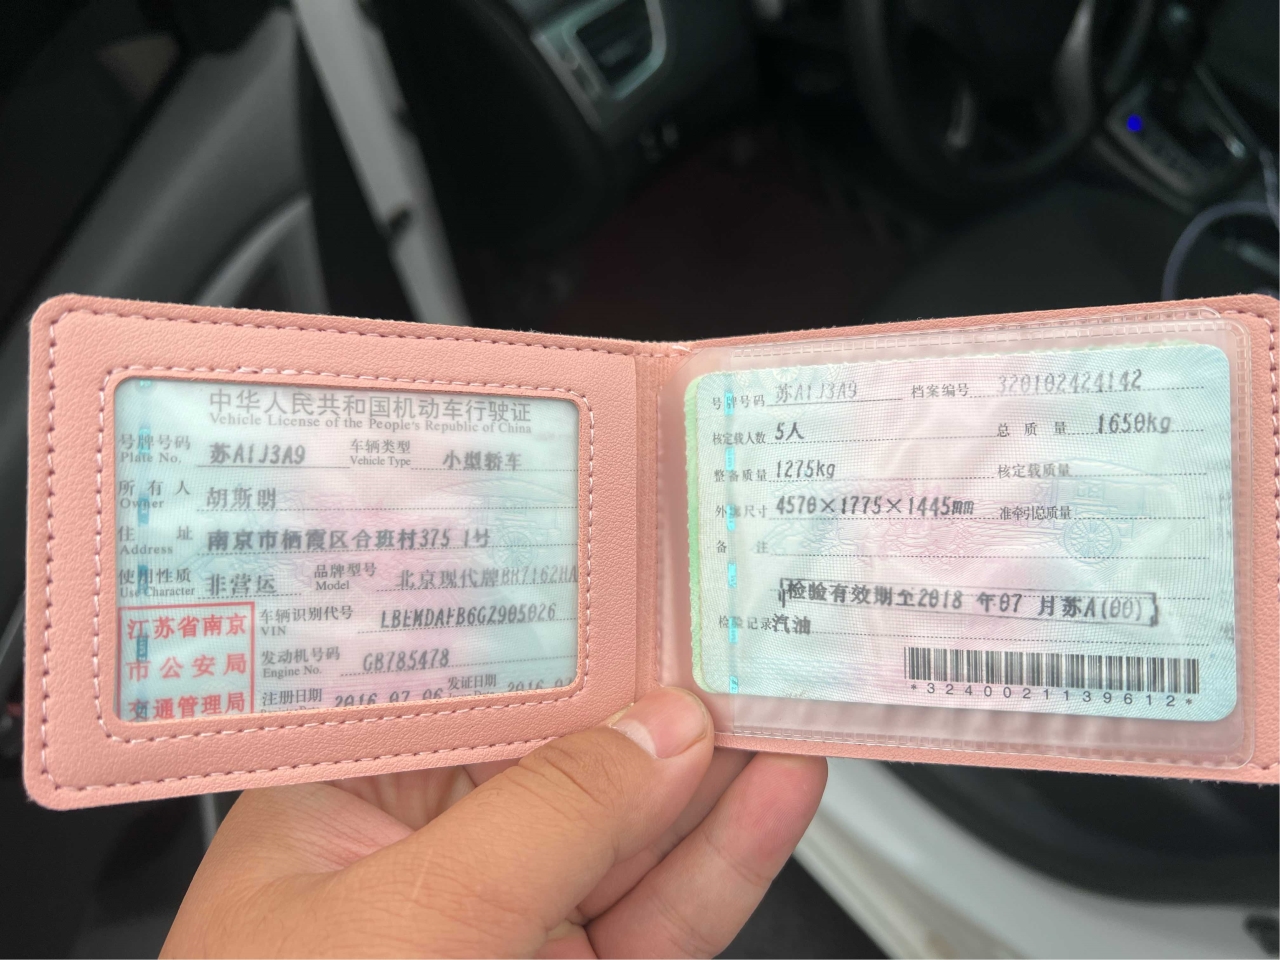 中华人民共和国机动车行驶证
Vehicle License of the People's Republic of China
号牌号码 苏A1J3A9 车辆类型 小型轿车
Plate No. Vehicle Type
所有人 胡斯明
Owner
住址 南京市栖霞区合班村375 1号
Address
使用性质 非营运 品牌型号 北京现代牌BH7162HA
Use Character Model
江苏省南京
市公安局
交通管理局
车辆识别代号 LBEMDAFB6GZ905026
VIN
发动机号码 GB785478
Engine No.
注册日期 2016 07 06 发证日期 2016 0
号牌号码 苏A1J3A9 档案编号 320102424142
核定载人数 5人 总质量 1650kg
整备质量 1275kg 核定载质量
外廓尺寸 4570×1775×1445mm 准牵引总质量
备注
检验有效期至2018 年07 月苏A(00)
检验记录 汽油
*3240021139612*